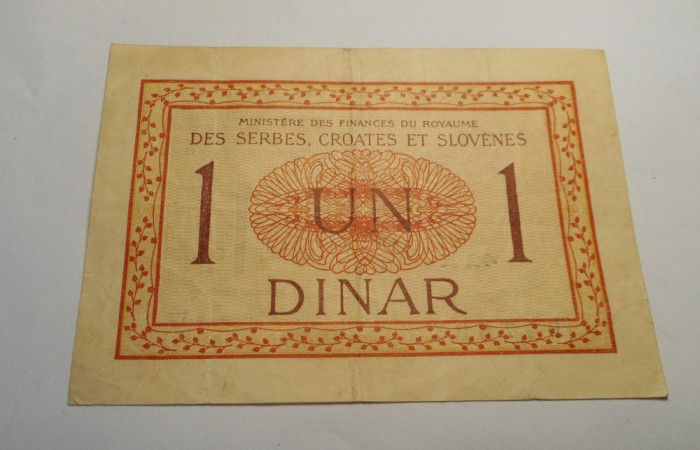 MINISTÈRE DES FINANCES DU ROYAUME
DES SERBES, CROATES ET SLOVÈNES
1 UN 1
DINAR